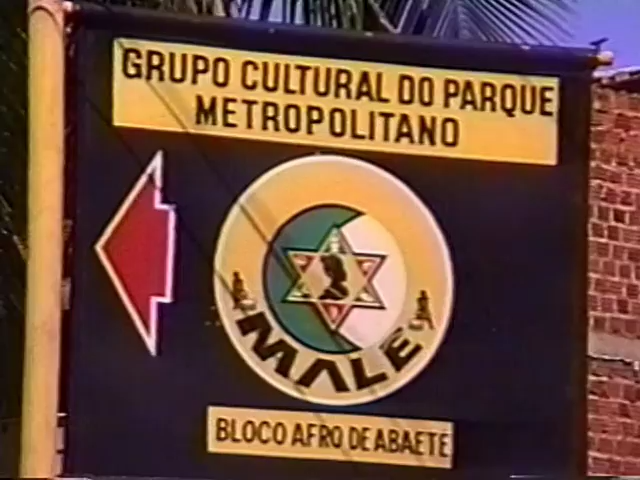 GRUPO CULTURAL DO PARQUE
METROPOLITANO
MALÊ
BLOCO AFRO DE ABAETÉ